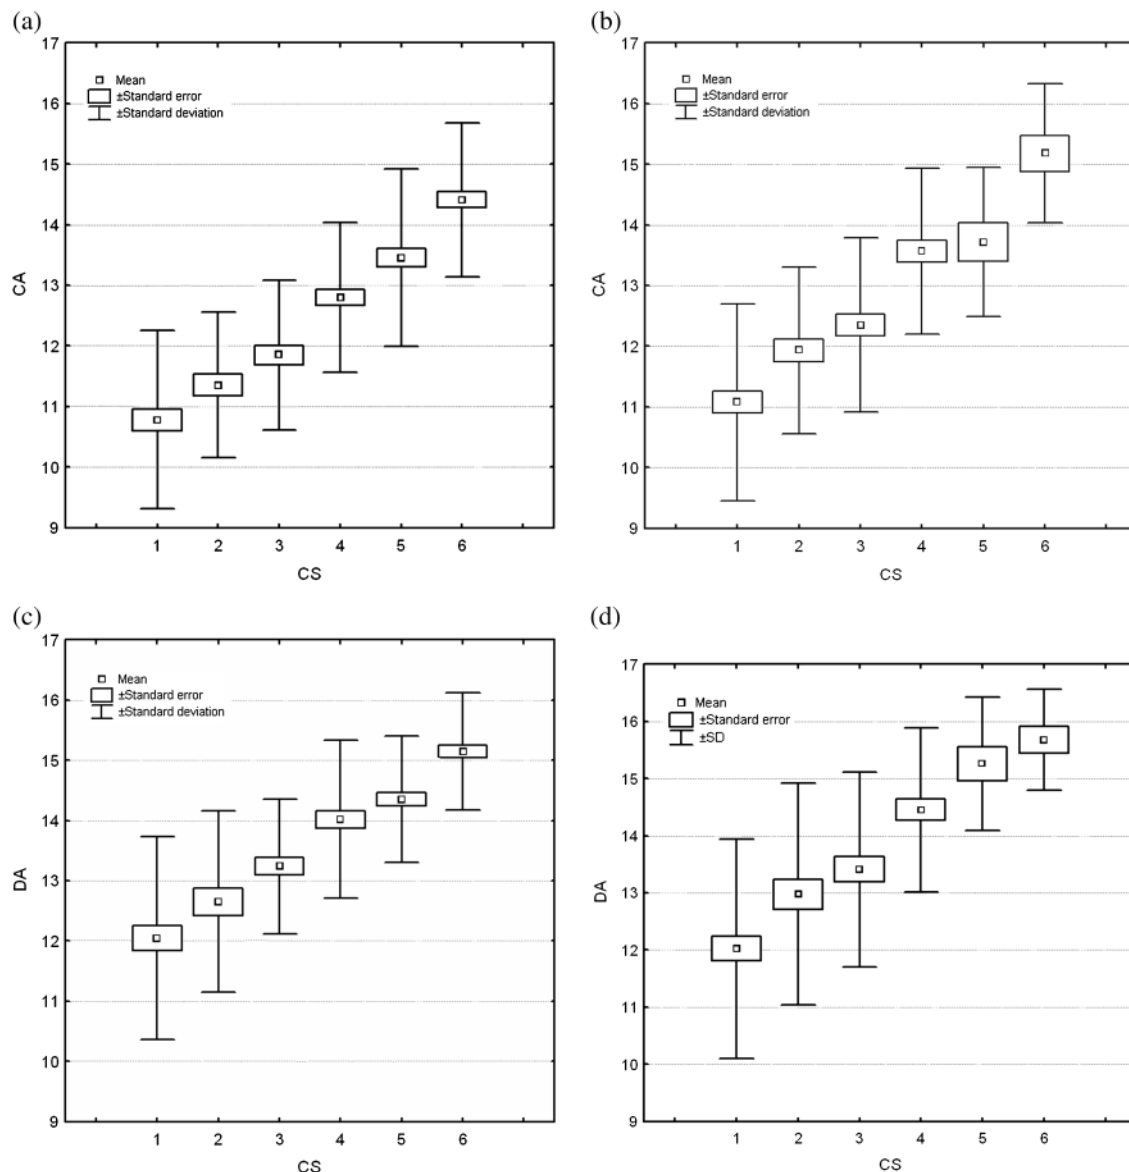 (a)
17
16
15
14
13
12
11
10
9
CA
Mean
±Standard error
±Standard deviation
1 2 3 4 5 6
CS
(b)
17
16
15
14
13
12
11
10
9
CA
Mean
±Standard error
±Standard deviation
1 2 3 4 5 6
CS
(c)
17
16
15
14
13
12
11
10
9
DA
Mean
±Standard error
±Standard deviation
1 2 3 4 5 6
CS
(d)
17
16
15
14
13
12
11
10
9
DA
Mean
±Standard error
±SD
1 2 3 4 5 6
CS